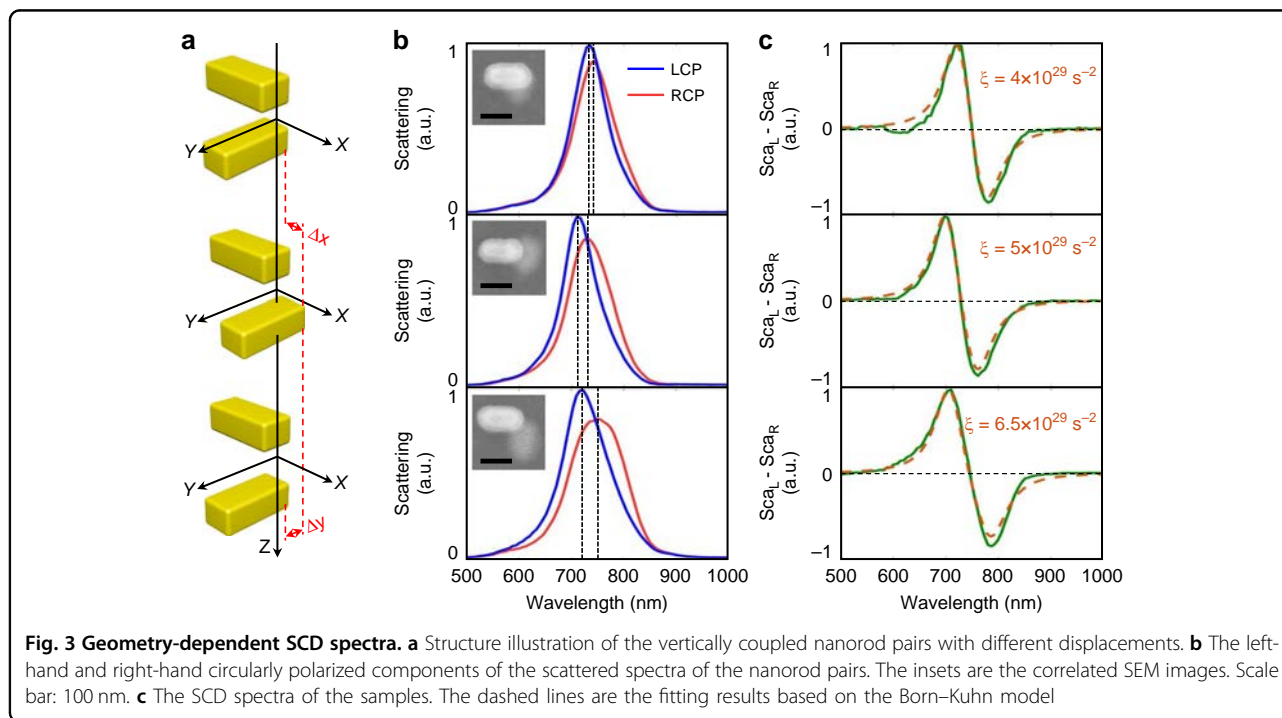 a
X
Y
Δx
X
Y
X
Y
Δy
Z
b
1
LCP
RCP
Scattering
(a.u.)
0
1
Scattering
(a.u.)
0
1
Scattering
(a.u.)
0
500 600 700 800 900 1000
Wavelength (nm)
c
1
ξ = 4×10²⁹ s⁻²
Sca_L - Sca_R
(a.u.)
0
−1
1
ξ = 5×10²⁹ s⁻²
Sca_L - Sca_R
(a.u.)
0
−1
1
ξ = 6.5×10²⁹ s⁻²
Sca_L - Sca_R
(a.u.)
0
−1
500 600 700 800 900 1000
Wavelength (nm)
Fig. 3 Geometry-dependent SCD spectra. a Structure illustration of the vertically coupled nanorod pairs with different displacements. b The left-
hand and right-hand circularly polarized components of the scattered spectra of the nanorod pairs. The insets are the correlated SEM images. Scale
bar: 100 nm. c The SCD spectra of the samples. The dashed lines are the fitting results based on the Born–Kuhn model